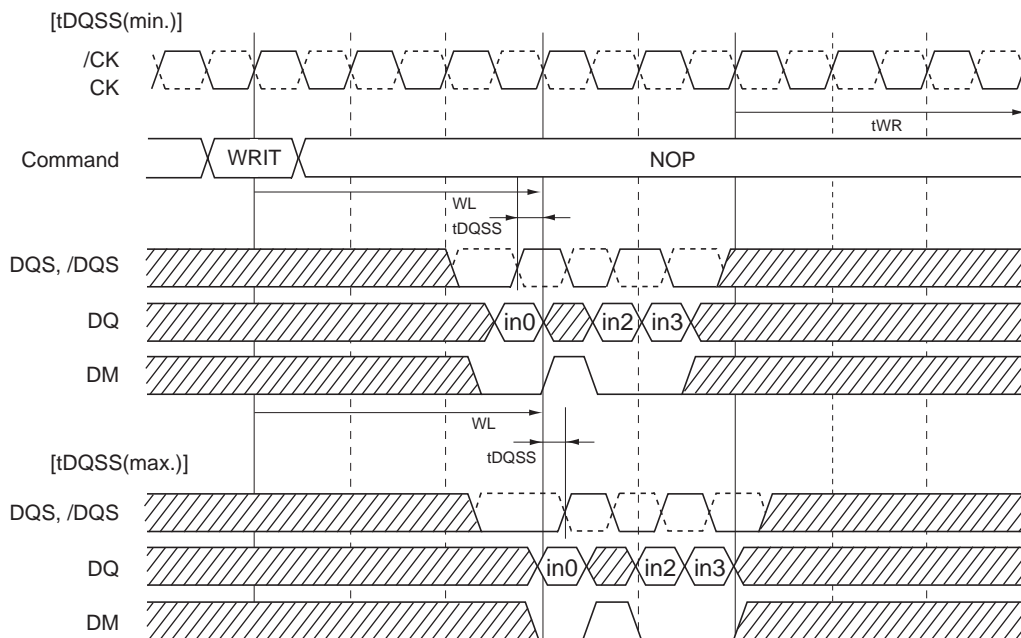 [tDQSS(min.)]
/CK
CK
tWR
Command WRIT NOP
WL
tDQSS
DQS, /DQS
DQ in0 in2 in3
DM
WL
tDQSS
[tDQSS(max.)]
DQS, /DQS
DQ in0 in2 in3
DM